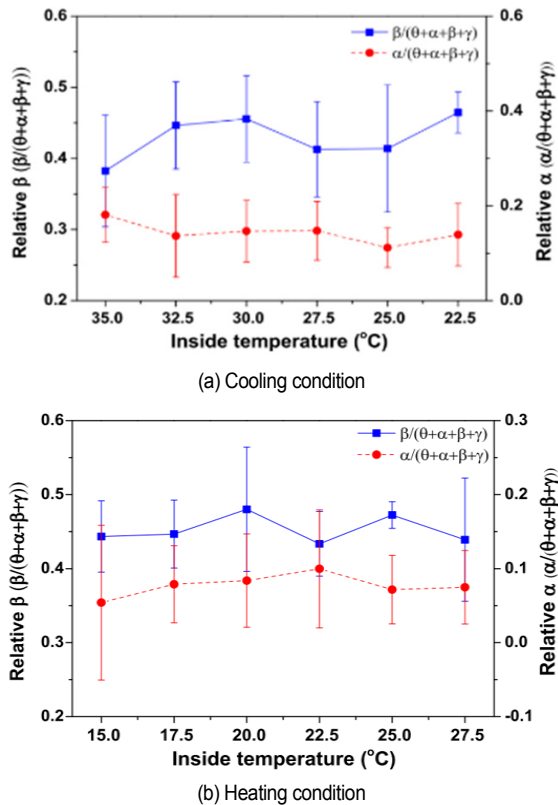 0.6
0.5
0.4
0.3
0.2
Relative β (β/(θ+α+β+γ))
β/(θ+α+β+γ)
α/(θ+α+β+γ)
0.6
0.4
0.2
0.0
Relative α (α/(θ+α+β+γ))
35.0 32.5 30.0 27.5 25.0 22.5
Inside temperature (°C)
(a) Cooling condition
0.6
0.5
0.4
0.3
0.2
Relative β (β/(θ+α+β+γ))
β/(θ+α+β+γ)
α/(θ+α+β+γ)
0.3
0.2
0.1
0.0
-0.1
Relative α (α/(θ+α+β+γ))
15.0 17.5 20.0 22.5 25.0 27.5
Inside temperature (°C)
(b) Heating condition